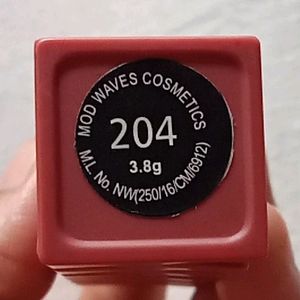 MOD WAVES COSMETICS
204
3.8g
M.L. No. NW(250/16/CM/6912)